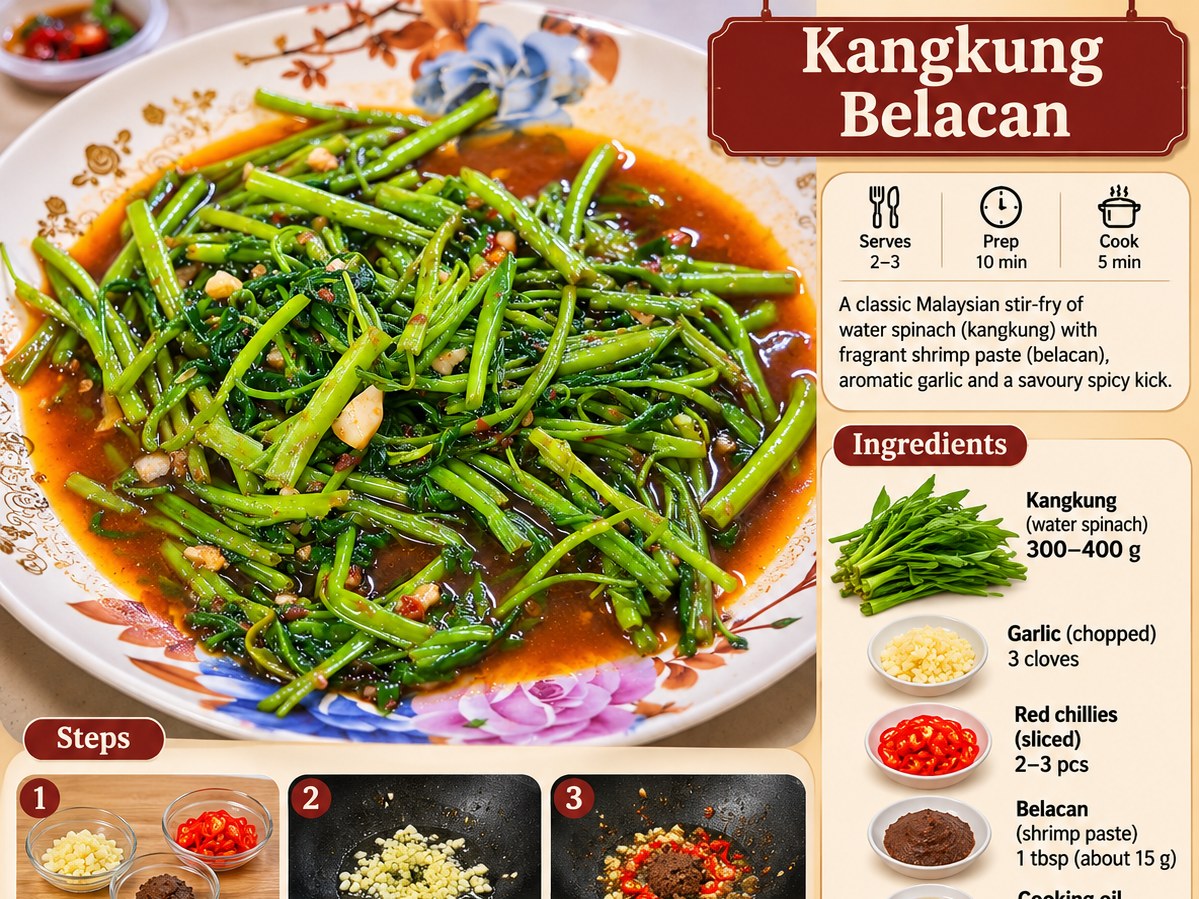 Kangkung
Belacan
Serves
2–3
Prep
10 min
Cook
5 min
A classic Malaysian stir-fry of
water spinach (kangkung) with
fragrant shrimp paste (belacan),
aromatic garlic and a savoury spicy kick.
Ingredients
Kangkung
(water spinach)
300–400 g
Garlic (chopped)
3 cloves
Red chillies
(sliced)
2–3 pcs
Belacan
(shrimp paste)
1 tbsp (about 15 g)
Cooking oil
Steps
1
2
3